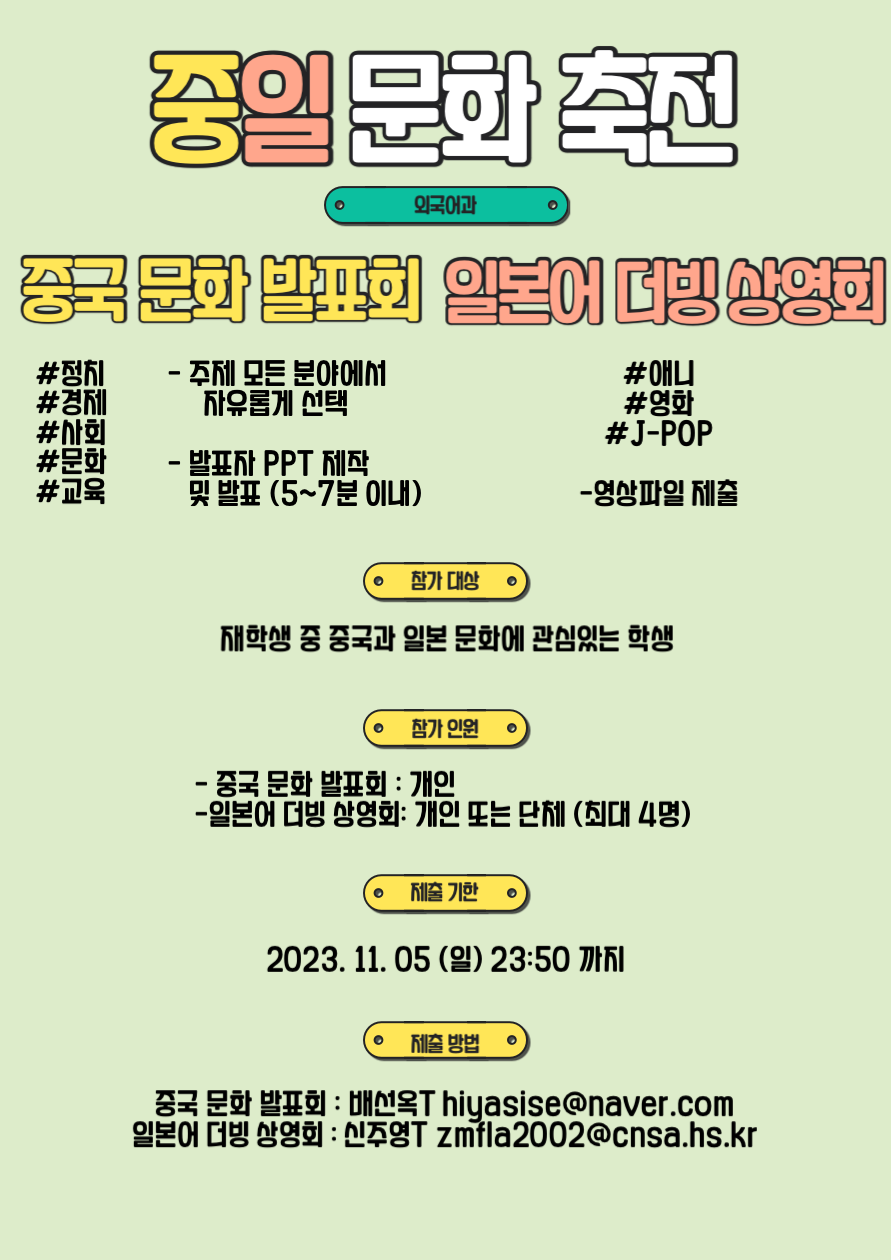 중일 문화 축전
외국어과
중국 문화 발표회
#정치
#경제
#사회
#문화
#교육
- 주제 모든 분야에서
자유롭게 선택
- 발표자 PPT 제작
및 발표 (5~7분 이내)
일본어 더빙 상영회
#애니
#영화
#J-POP
-영상파일 제출
참가 대상
재학생 중 중국과 일본 문화에 관심있는 학생
참가 인원
- 중국 문화 발표회 : 개인
-일본어 더빙 상영회: 개인 또는 단체 (최대 4명)
제출 기한
2023. 11. 05 (일) 23:50 까지
제출 방법
중국 문화 발표회 : 배선옥T hiyasise@naver.com
일본어 더빙 상영회 : 신주영T zmfla2002@cnsa.hs.kr